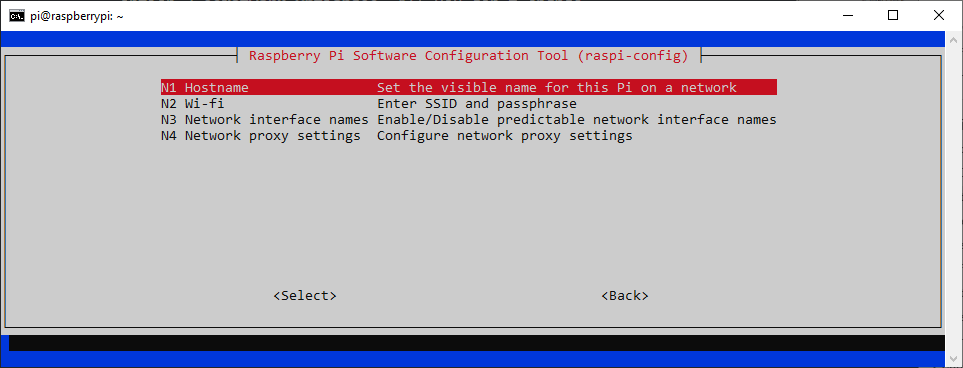 pi@raspberrypi: ~
Raspberry Pi Software Configuration Tool (raspi-config)
N1 Hostname Set the visible name for this Pi on a network
N2 Wi-fi Enter SSID and passphrase
N3 Network interface names Enable/Disable predictable network interface names
N4 Network proxy settings Configure network proxy settings
<Select> <Back>